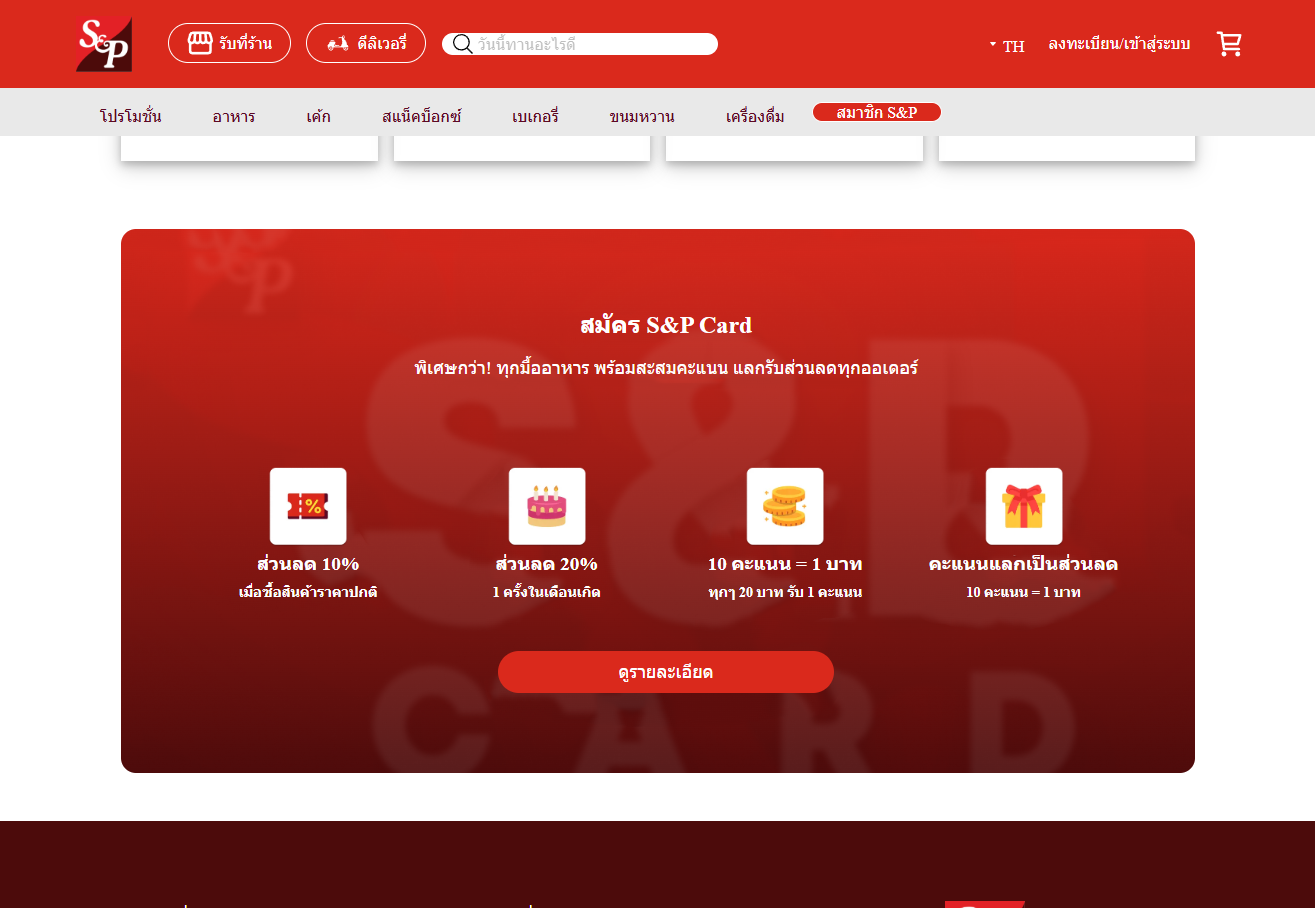 S&P
รับที่ร้าน
ดีลิเวอรี่
วันนี้ทานอะไรดี
TH
ลงทะเบียน/เข้าสู่ระบบ
โปรโมชั่น
อาหาร
เค้ก
สแน็คบ็อกซ์
เบเกอรี่
ขนมหวาน
เครื่องดื่ม
สมาชิก S&P
S&P
สมัคร S&P Card
พิเศษกว่า! ทุกมื้ออาหาร พร้อมสะสมคะแนน แลกรับส่วนลดทุกออเดอร์
S&P
%
ส่วนลด 10%
เมื่อซื้อสินค้าราคาปกติ
ส่วนลด 20%
1 ครั้งในเดือนเกิด
10 คะแนน = 1 บาท
ทุกๆ 20 บาท รับ 1 คะแนน
คะแนนแลกเป็นส่วนลด
10 คะแนน = 1 บาท
ดูรายละเอียด
CARD